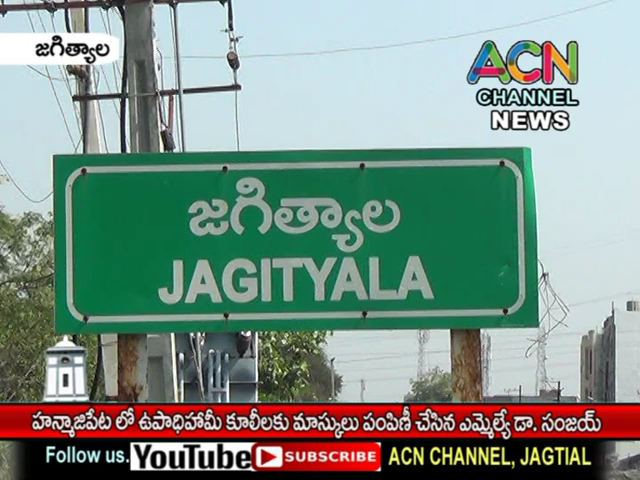 జగిత్యాల
ACN
CHANNEL
NEWS
జగిత్యాల
JAGITYALA
హన్మాజిపేట లో ఉపాధిహామీ కూలీలకు మాస్కులు పంపిణీ చేసిన ఎమ్మెల్యే డా. సంజయ్
Follow us. YouTube SUBSCRIBE ACN CHANNEL, JAGTIAL